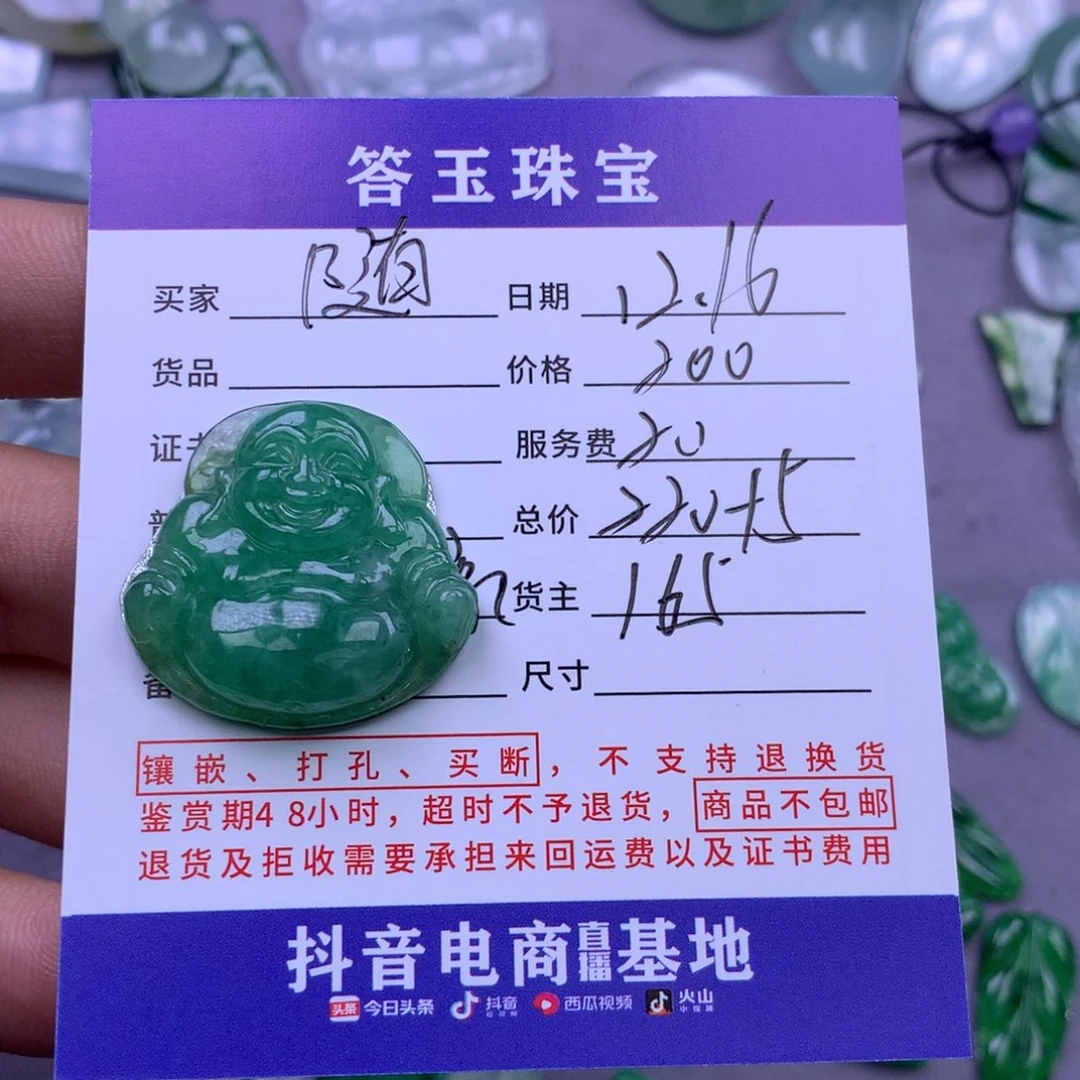 答玉珠宝
买家 随 日期 12.16
货品 价格 200
证 服务费 20
总价 220+5
货主 165
尺寸
镶嵌、打孔、买断，不支持退换货
鉴赏期48小时，超时不予退货，商品不包邮
退货及拒收需要承担来回运费以及证书费用
抖音电商直播基地
头条 今日头条 抖音 西瓜视频 火山